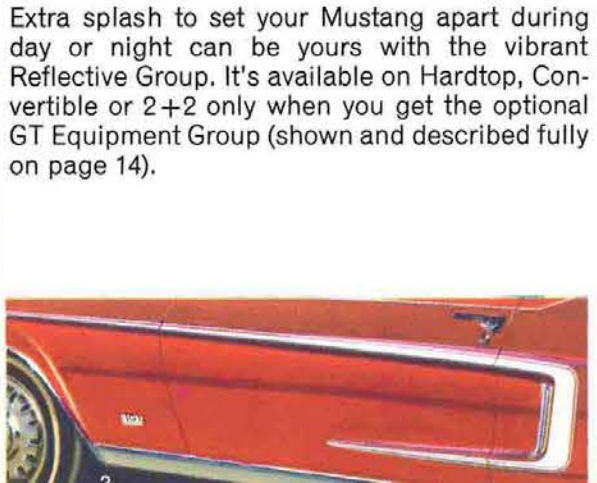 Extra splash to set your Mustang apart during
day or night can be yours with the vibrant
Reflective Group. It's available on Hardtop, Con-
vertible or 2+2 only when you get the optional
GT Equipment Group (shown and described fully
on page 14).
2